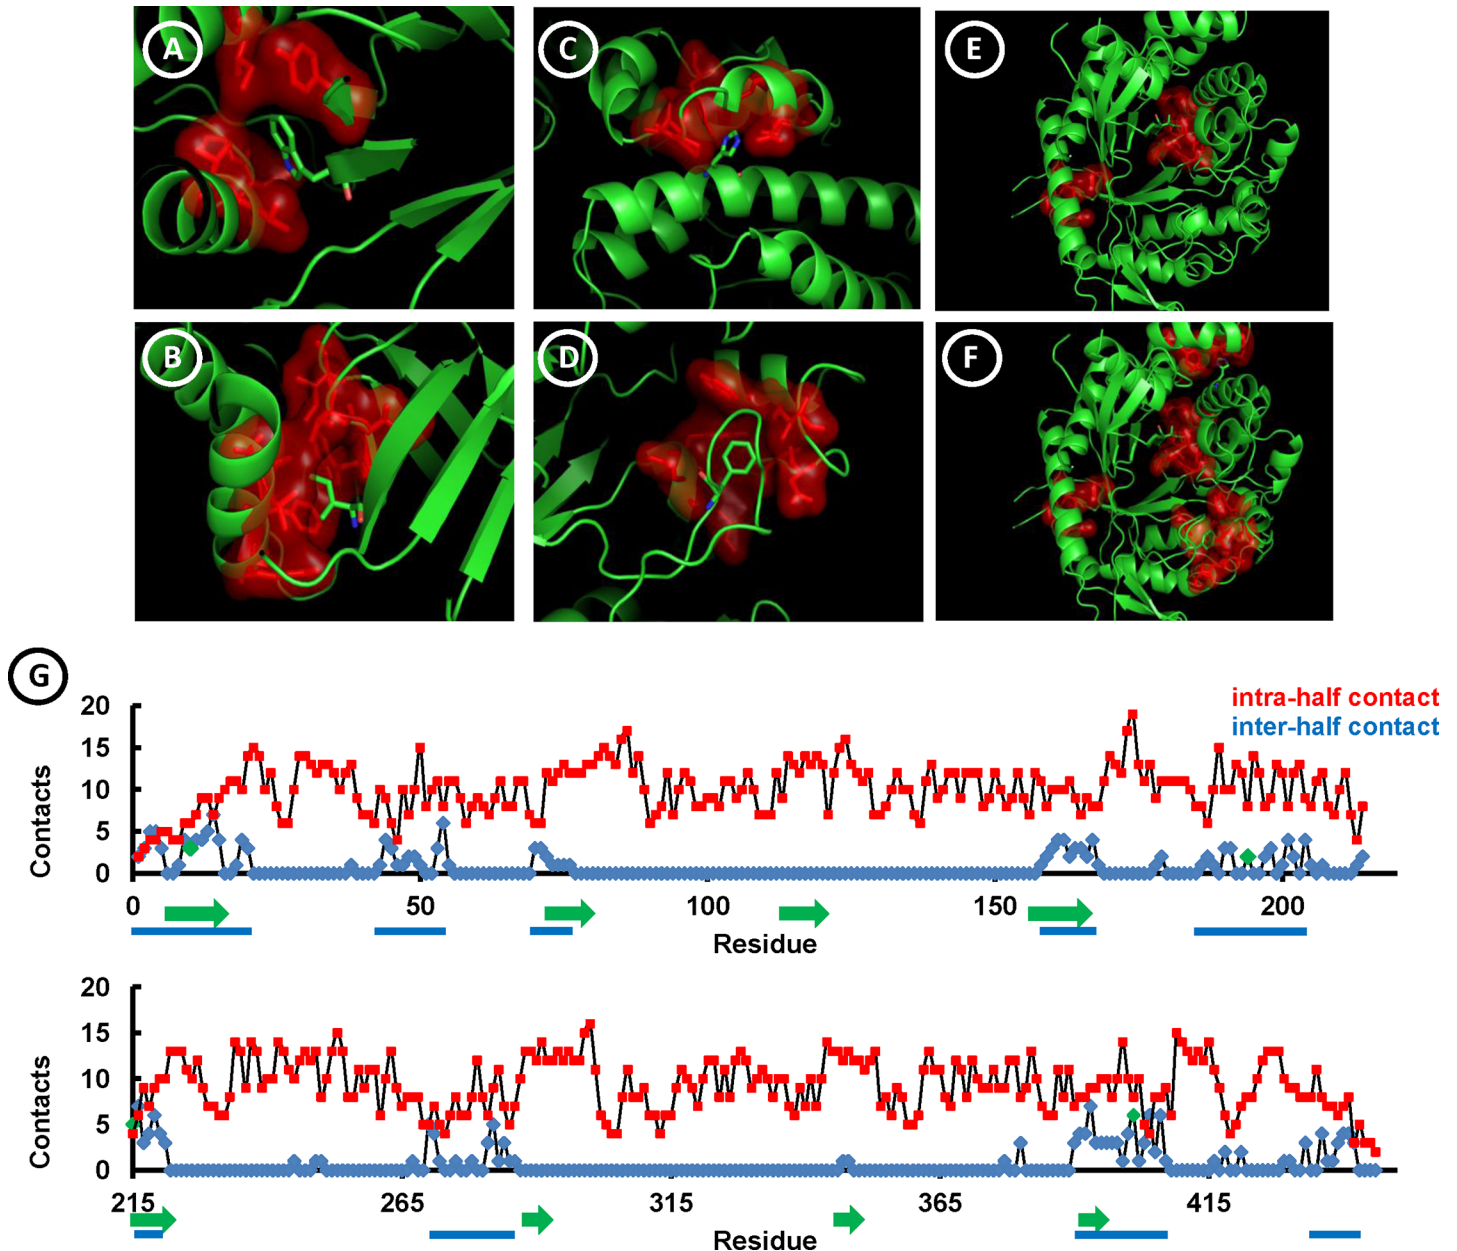 A
C
E
B
D
F
G
intra-half contact
inter-half contact
20
15
10
5
0
Contacts
0 50 100 150 200
Residue
20
15
10
5
0
Contacts
215 265 315 365 415
Residue